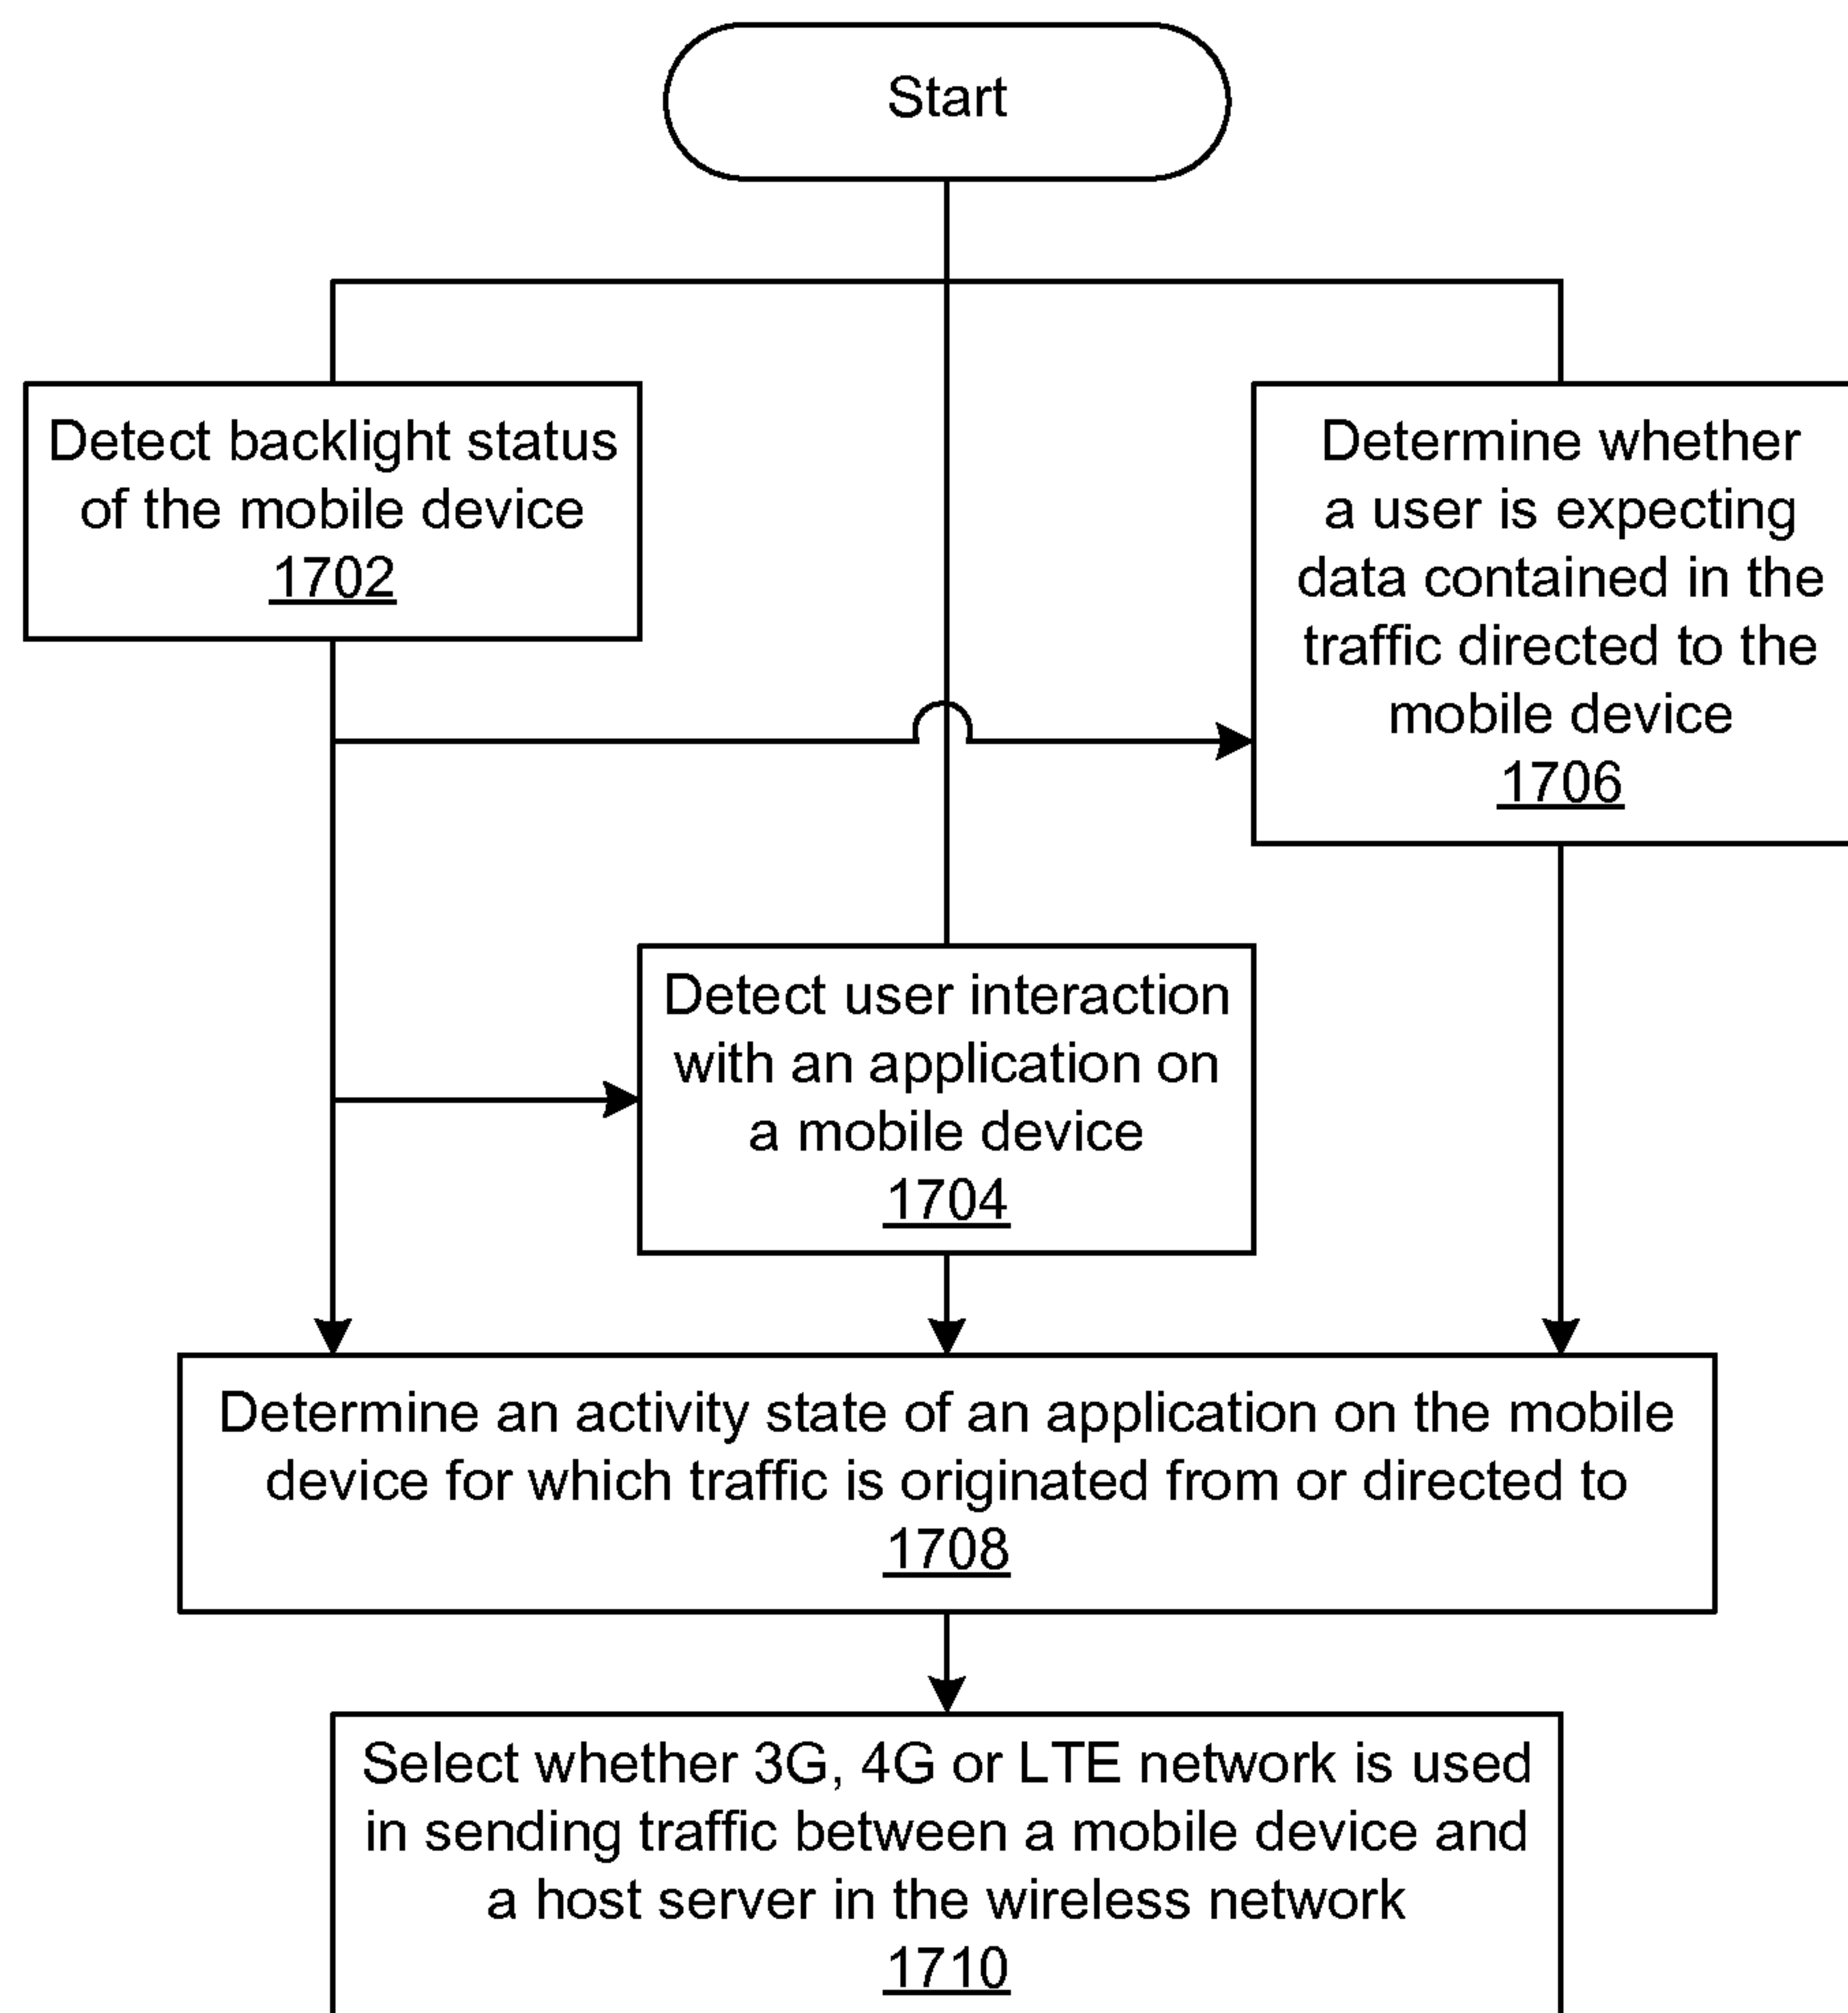 Start
Detect backlight status
of the mobile device
1702
Determine whether
a user is expecting
data contained in the
traffic directed to the
mobile device
1706
Detect user interaction
with an application on
a mobile device
1704
Determine an activity state of an application on the mobile
device for which traffic is originated from or directed to
1708
Select whether 3G, 4G or LTE network is used
in sending traffic between a mobile device and
a host server in the wireless network
1710